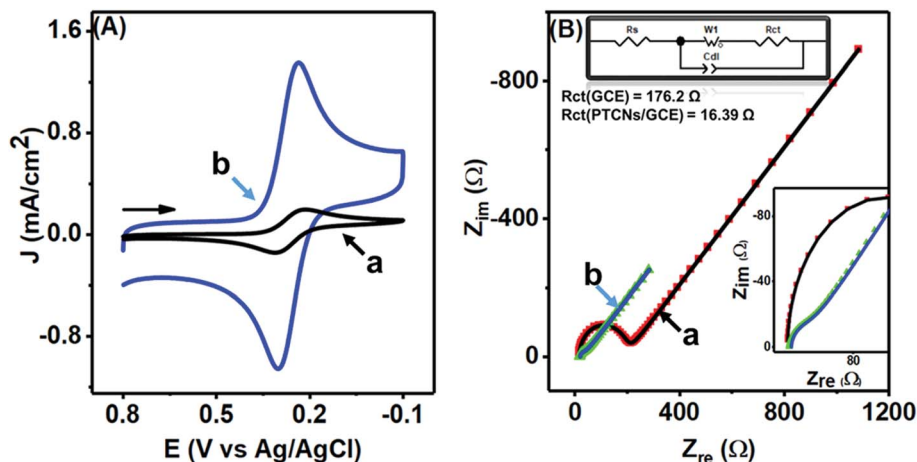 (A)
J (mA/cm²)
1.6
0.8
0.0
-0.8
b
a
0.8
0.5
0.2
-0.1
E (V vs Ag/AgCl)
(B)
Rs
W1
Rct
Cdl
Rct(GCE) = 176.2 Ω
Rct(PTCNs/GCE) = 16.39 Ω
Zim (Ω)
-800
-400
0
b
a
0
400
800
1200
Zre (Ω)
Zim (Ω)
-80
-40
0
80
Zre (Ω)